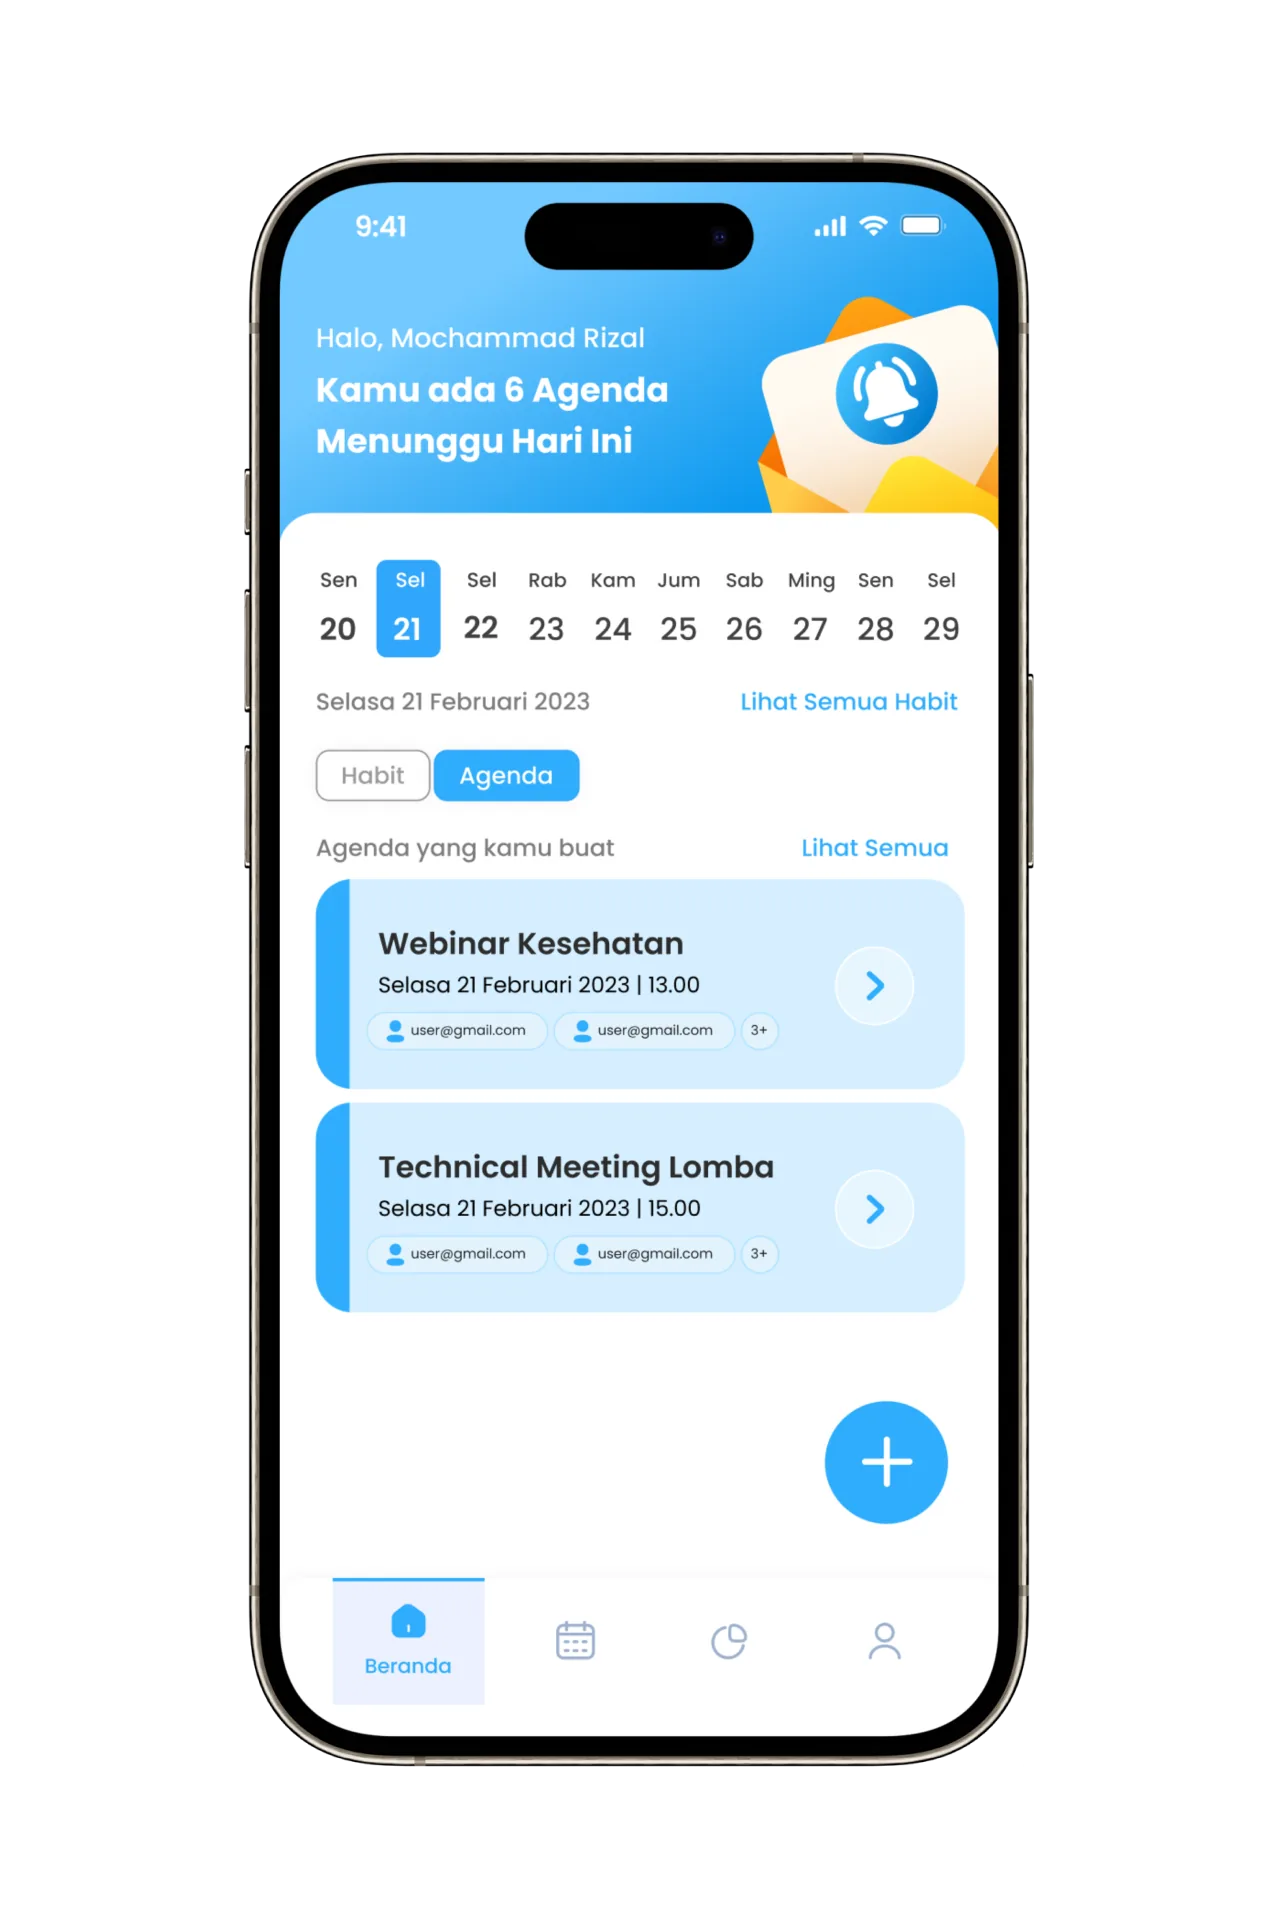 9:41
Halo, Mochammad Rizal
Kamu ada 6 Agenda
Menunggu Hari Ini
Sen Sel Sel Rab Kam Jum Sab Ming Sen Sel
20 21 22 23 24 25 26 27 28 29
Selasa 21 Februari 2023 Lihat Semua Habit
Habit Agenda
Agenda yang kamu buat Lihat Semua
Webinar Kesehatan
Selasa 21 Februari 2023 | 13.00
user@gmail.com user@gmail.com 3+
Technical Meeting Lomba
Selasa 21 Februari 2023 | 15.00
user@gmail.com user@gmail.com 3+
Beranda